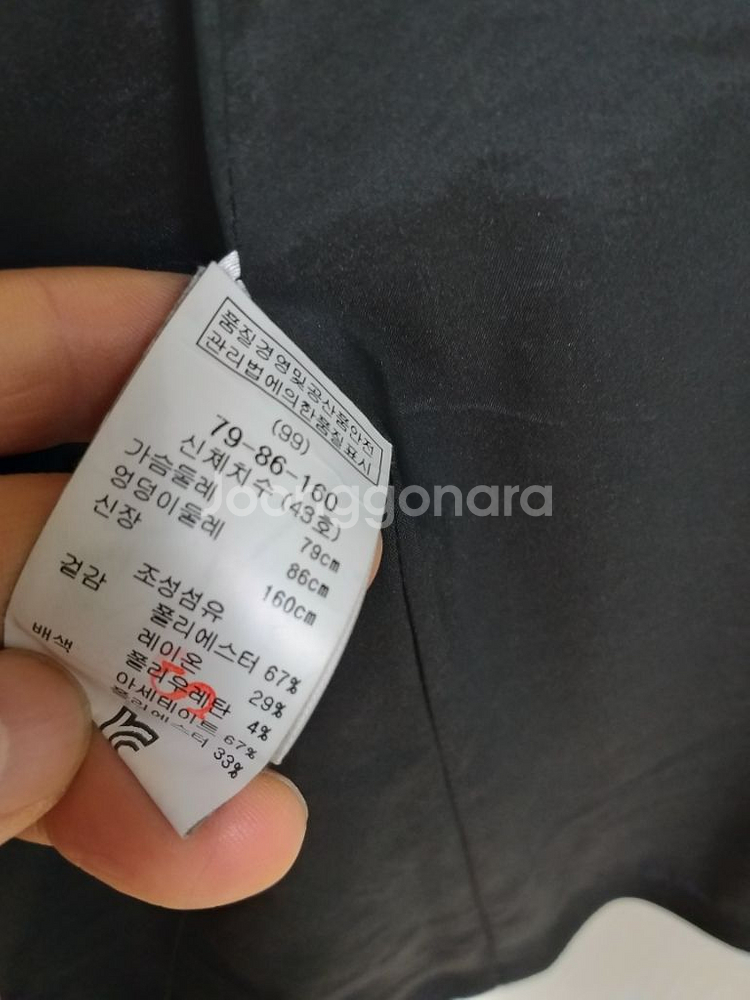 품질경영및공산품안전
관리법에의한품질표시
(99)
79-86-160
신체치수 (43호)
가슴둘레 79cm
엉덩이둘레 86cm
신장 160cm
조성섬유
겉감 폴리에스터 67%
레이온 29%
폴리우레탄 4%
배색 아세테이트 67%
폴리에스터 33%
Joonggonara